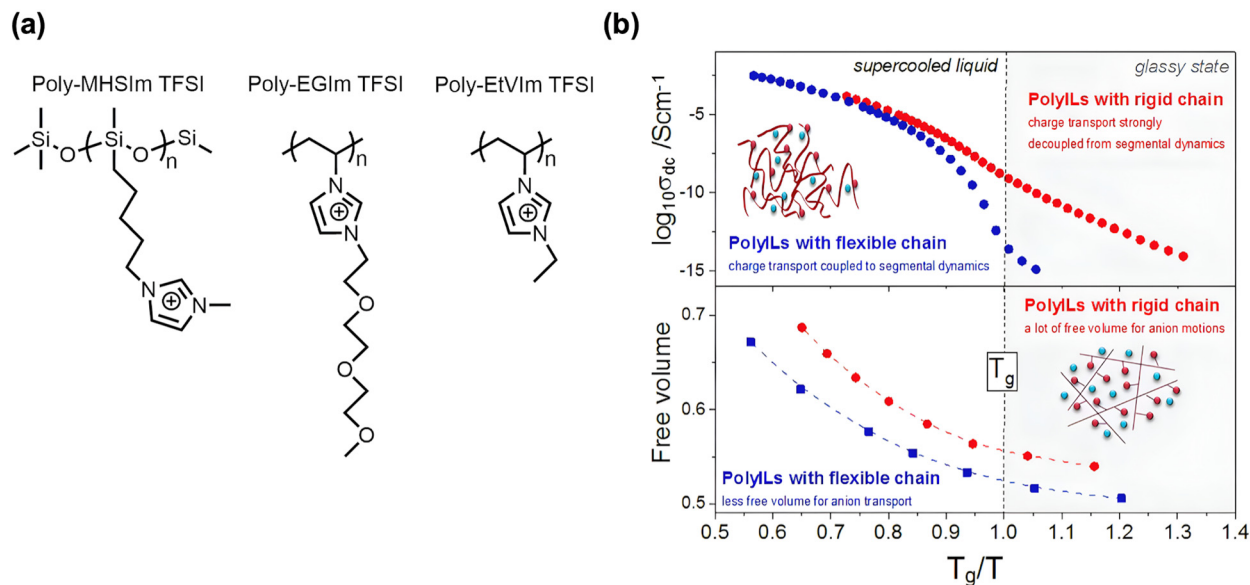 (a)
Poly-MHSIm TFSI
Poly-EGIm TFSI
Poly-EtVIm TFSI
Si
O
Si
O
n
Si
N
+
N
n
N
+
N
O
O
O
n
N
+
N
(b)
log₁₀σdc /Scm⁻¹
-5
-10
-15
supercooled liquid
glassy state
PolyILs with rigid chain
charge transport strongly
decoupled from segmental dynamics
PolyILs with flexible chain
charge transport coupled to segmental dynamics
Free volume
0.7
0.6
0.5
PolyILs with rigid chain
a lot of free volume for anion motions
Tg
PolyILs with flexible chain
less free volume for anion transport
0.5 0.6 0.7 0.8 0.9 1.0 1.1 1.2 1.3 1.4
Tg/T